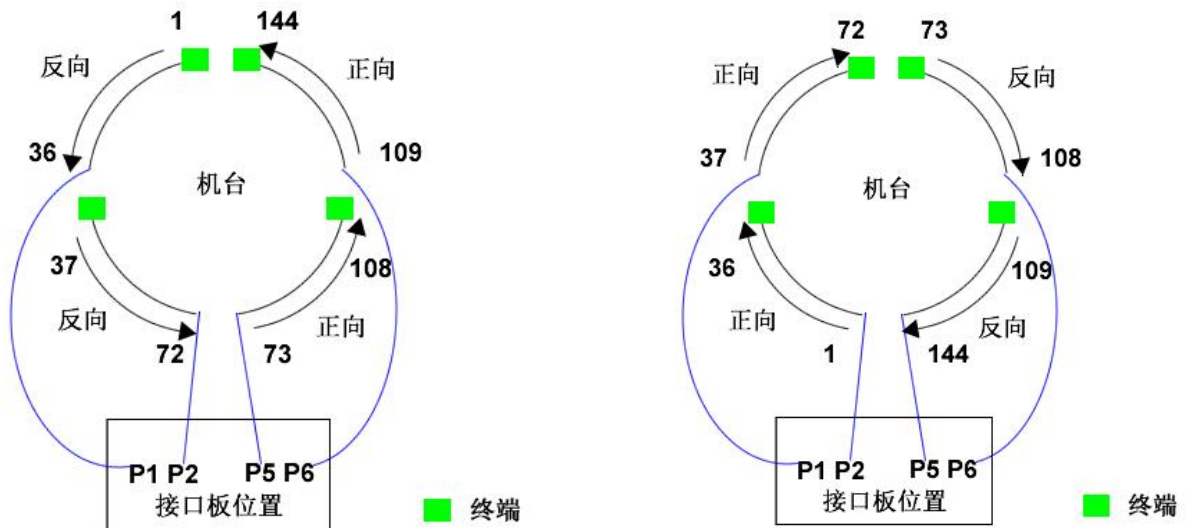 1 144
反向 正向
36 109
机台
37 108
反向 正向
72 73
P1 P2 P5 P6
接口板位置
终端
72 73
正向 反向
37 108
机台
36 109
正向 反向
1 144
P1 P2 P5 P6
接口板位置
终端